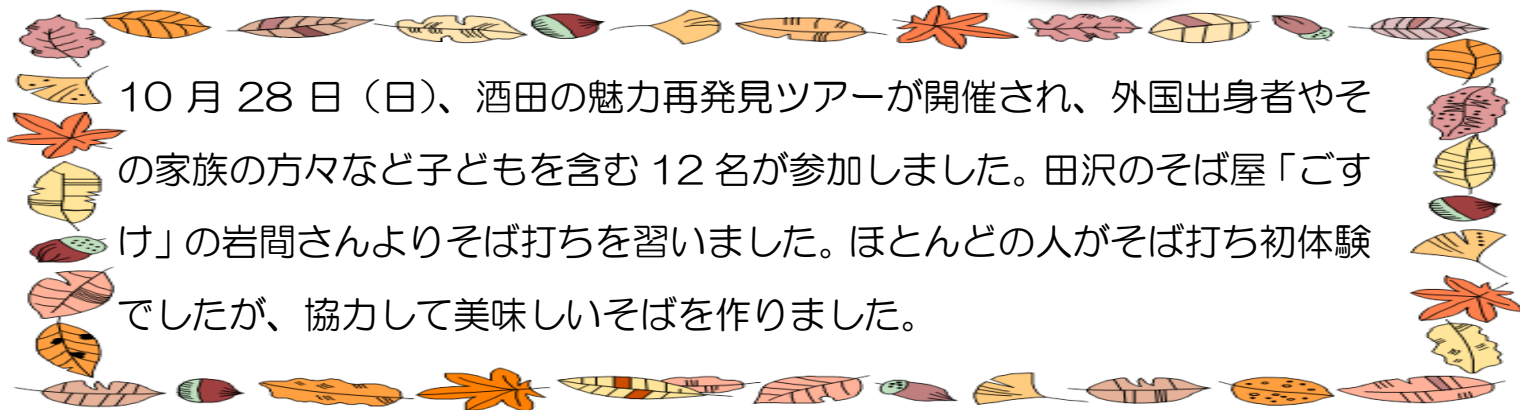 10 月 28 日（日）、酒田の魅力再発見ツアーが開催され、外国出身者やそ
の家族の方々など子どもを含む 12 名が参加しました。田沢のそば屋「ごす
け」の岩間さんよりそば打ちを習いました。ほとんどの人がそば打ち初体験
でしたが、協力して美味しいそばを作りました。